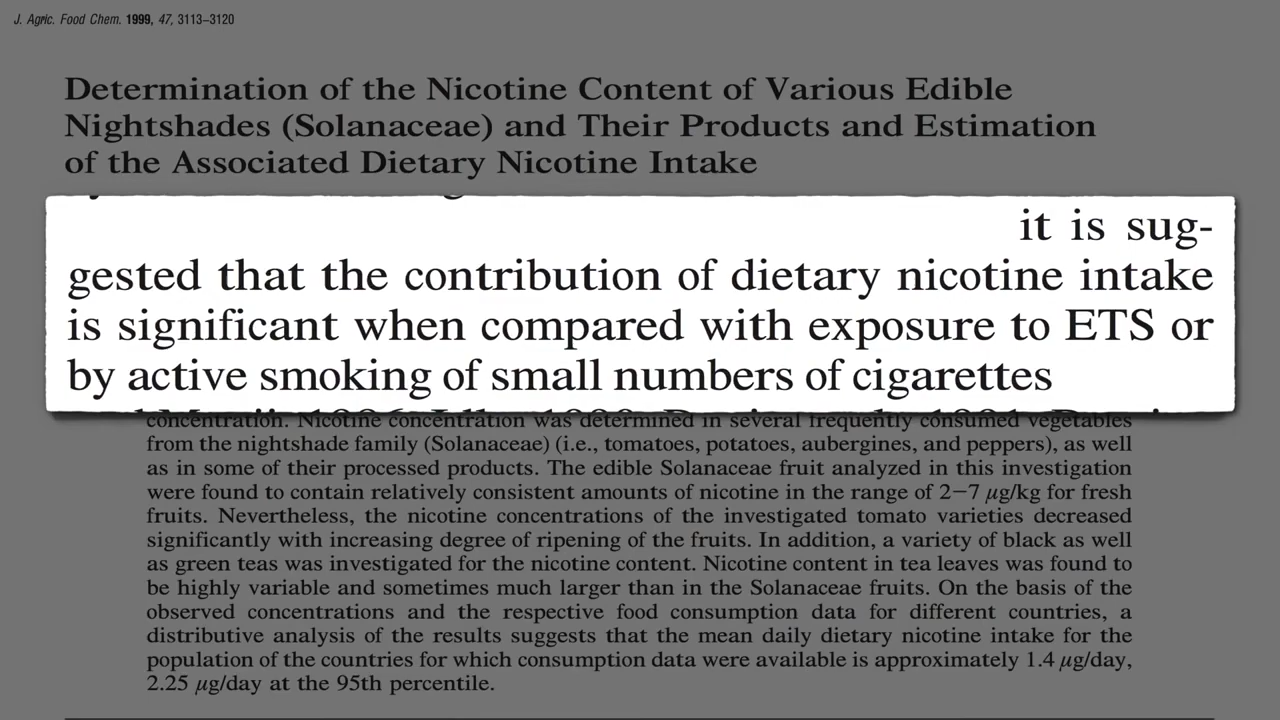 J. Agric. Food Chem. 1999, 47, 3113–3120
Determination of the Nicotine Content of Various Edible
Nightshades (Solanaceae) and Their Products and Estimation
of the Associated Dietary Nicotine Intake
it is sug-
gested that the contribution of dietary nicotine intake
is significant when compared with exposure to ETS or
by active smoking of small numbers of cigarettes
concentration. Nicotine concentration was determined in several frequently consumed vegetables
from the nightshade family (Solanaceae) (i.e., tomatoes, potatoes, aubergines, and peppers), as well
as in some of their processed products. The edible Solanaceae fruit analyzed in this investigation
were found to contain relatively consistent amounts of nicotine in the range of 2−7 μg/kg for fresh
fruits. Nevertheless, the nicotine concentrations of the investigated tomato varieties decreased
significantly with increasing degree of ripening of the fruits. In addition, a variety of black as well
as green teas was investigated for the nicotine content. Nicotine content in tea leaves was found to
be highly variable and sometimes much larger than in the Solanaceae fruits. On the basis of the
observed concentrations and the respective food consumption data for different countries, a
distributive analysis of the results suggests that the mean daily dietary nicotine intake for the
population of the countries for which consumption data were available is approximately 1.4 μg/day,
2.25 μg/day at the 95th percentile.